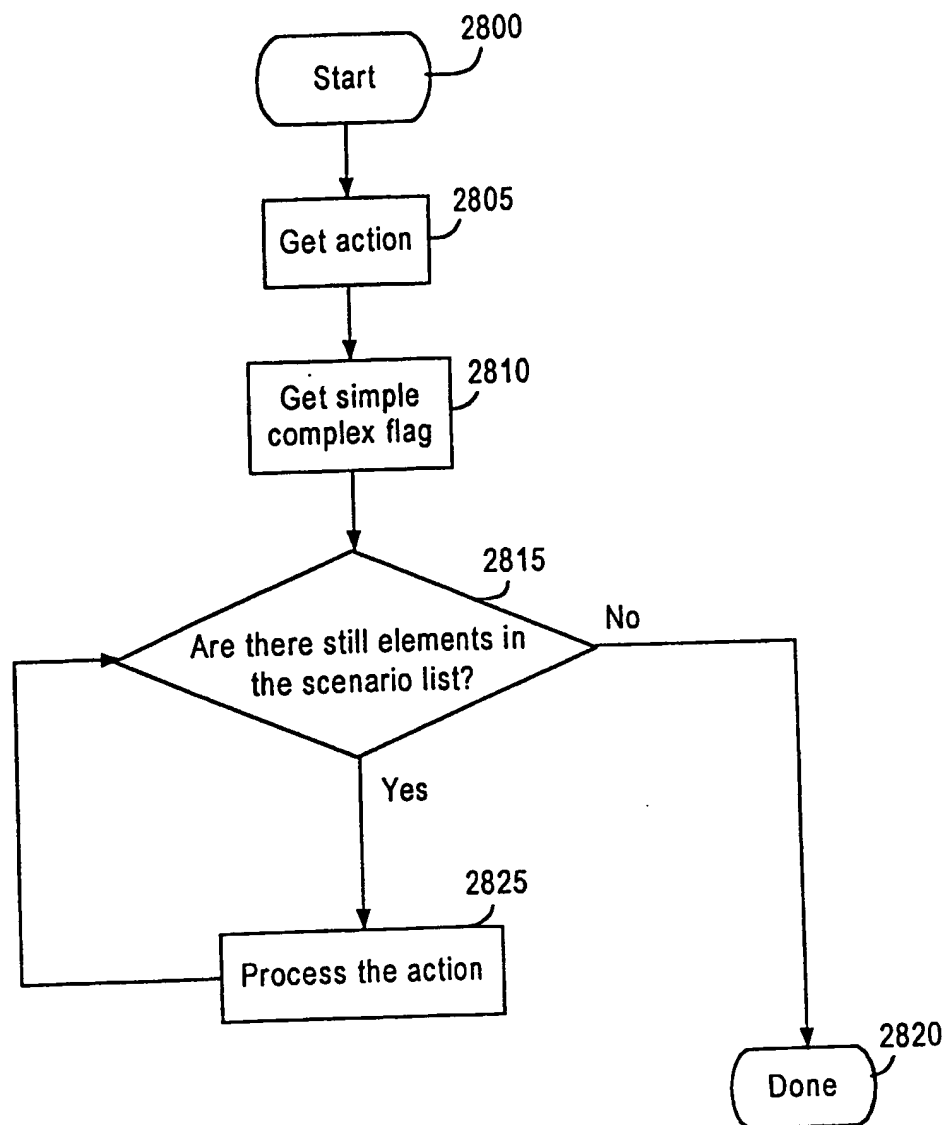 2800
Start
2805
Get action
2810
Get simple
complex flag
2815
Are there still elements in
the scenario list?
No
Yes
2825
Process the action
2820
Done